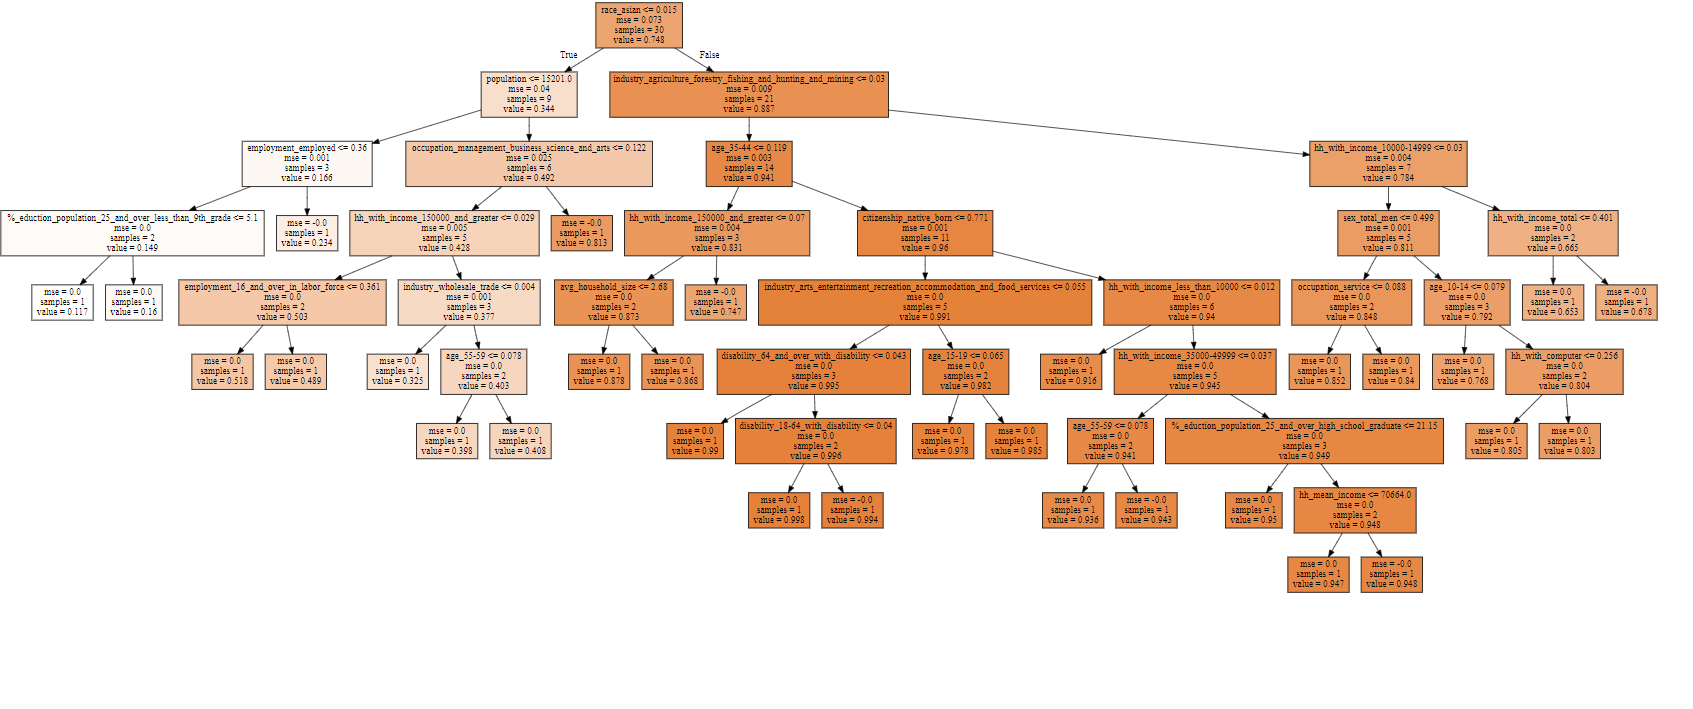 race_asian <= 0.015
mse = 0.073
samples = 30
value = 0.748
True
False
population <= 15201.0
mse = 0.04
samples = 9
value = 0.344
industry_agriculture_forestry_fishing_and_hunting_and_mining <= 0.03
mse = 0.009
samples = 21
value = 0.887
employment_employed <= 0.36
mse = 0.001
samples = 3
value = 0.166
occupation_management_business_science_and_arts <= 0.122
mse = 0.025
samples = 6
value = 0.492
age_35-44 <= 0.119
mse = 0.003
samples = 14
value = 0.941
hh_with_income_10000-14999 <= 0.03
mse = 0.004
samples = 7
value = 0.784
%_eduction_population_25_and_over_less_than_9th_grade <= 5.1
mse = 0.0
samples = 2
value = 0.149
mse = -0.0
samples = 1
value = 0.234
hh_with_income_150000_and_greater <= 0.029
mse = 0.005
samples = 5
value = 0.428
mse = -0.0
samples = 1
value = 0.813
hh_with_income_150000_and_greater <= 0.07
mse = 0.004
samples = 3
value = 0.831
citizenship_native_born <= 0.771
mse = 0.001
samples = 11
value = 0.96
sex_total_men <= 0.499
mse = 0.001
samples = 5
value = 0.811
hh_with_income_total <= 0.401
mse = 0.0
samples = 2
value = 0.665
mse = 0.0
samples = 1
value = 0.117
mse = 0.0
samples = 1
value = 0.16
employment_16_and_over_in_labor_force <= 0.361
mse = 0.0
samples = 2
value = 0.503
industry_wholesale_trade <= 0.004
mse = 0.001
samples = 3
value = 0.377
avg_household_size <= 2.68
mse = 0.0
samples = 2
value = 0.873
mse = -0.0
samples = 1
value = 0.747
industry_arts_entertainment_recreation_accommodation_and_food_services <= 0.055
mse = 0.0
samples = 5
value = 0.991
hh_with_income_less_than_10000 <= 0.012
mse = 0.0
samples = 6
value = 0.94
occupation_service <= 0.088
mse = 0.0
samples = 2
value = 0.848
age_10-14 <= 0.079
mse = 0.0
samples = 3
value = 0.792
mse = 0.0
samples = 1
value = 0.653
mse = -0.0
samples = 1
value = 0.678
mse = 0.0
samples = 1
value = 0.518
mse = 0.0
samples = 1
value = 0.489
mse = 0.0
samples = 1
value = 0.325
age_55-59 <= 0.078
mse = 0.0
samples = 2
value = 0.403
mse = 0.0
samples = 1
value = 0.878
mse = 0.0
samples = 1
value = 0.868
disability_64_and_over_with_disability <= 0.043
mse = 0.0
samples = 3
value = 0.995
age_15-19 <= 0.065
mse = 0.0
samples = 2
value = 0.982
mse = 0.0
samples = 1
value = 0.916
hh_with_income_35000-49999 <= 0.037
mse = 0.0
samples = 5
value = 0.945
mse = 0.0
samples = 1
value = 0.852
mse = 0.0
samples = 1
value = 0.84
mse = 0.0
samples = 1
value = 0.768
hh_with_computer <= 0.256
mse = 0.0
samples = 2
value = 0.804
mse = 0.0
samples = 1
value = 0.398
mse = 0.0
samples = 1
value = 0.408
mse = 0.0
samples = 1
value = 0.99
disability_18-64_with_disability <= 0.04
mse = 0.0
samples = 2
value = 0.996
mse = 0.0
samples = 1
value = 0.978
mse = 0.0
samples = 1
value = 0.985
age_55-59 <= 0.078
mse = 0.0
samples = 2
value = 0.941
%_eduction_population_25_and_over_high_school_graduate <= 21.15
mse = 0.0
samples = 3
value = 0.949
mse = 0.0
samples = 1
value = 0.805
mse = 0.0
samples = 1
value = 0.803
mse = 0.0
samples = 1
value = 0.998
mse = -0.0
samples = 1
value = 0.994
mse = 0.0
samples = 1
value = 0.936
mse = -0.0
samples = 1
value = 0.943
mse = 0.0
samples = 1
value = 0.95
hh_mean_income <= 70664.0
mse = 0.0
samples = 2
value = 0.948
mse = 0.0
samples = 1
value = 0.947
mse = -0.0
samples = 1
value = 0.948